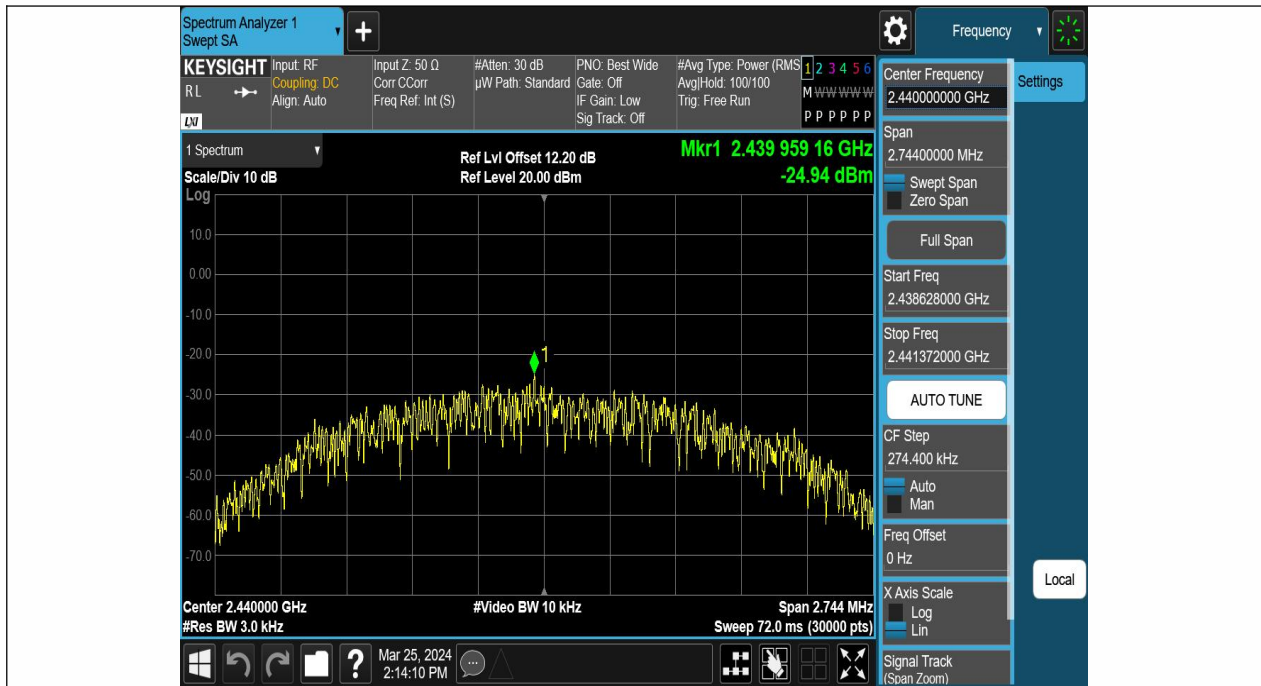 Spectrum Analyzer 1
Swept SA
+
Frequency
KEYSIGHT
RL
LXI
Input: RF
Coupling: DC
Align: Auto
Input Z: 50 Ω
Corr CCorr
Freq Ref: Int (S)
#Atten: 30 dB
µW Path: Standard
PNO: Best Wide
Gate: Off
IF Gain: Low
Sig Track: Off
#Avg Type: Power (RMS
Avg|Hold: 100/100
Trig: Free Run
1 2 3 4 5 6
M W W W W W
P P P P P P
1 Spectrum
Scale/Div 10 dB
Ref Lvl Offset 12.20 dB
Ref Level 20.00 dBm
Mkr1 2.439 959 16 GHz
-24.94 dBm
Log
10.0
0.00
-10.0
-20.0
-30.0
-40.0
-50.0
-60.0
-70.0
1
Center 2.440000 GHz
#Res BW 3.0 kHz
#Video BW 10 kHz
Span 2.744 MHz
Sweep 72.0 ms (30000 pts)
?
Mar 25, 2024
2:14:10 PM
Center Frequency
2.440000000 GHz
Span
2.74400000 MHz
Swept Span
Zero Span
Full Span
Start Freq
2.438628000 GHz
Stop Freq
2.441372000 GHz
AUTO TUNE
CF Step
274.400 kHz
Auto
Man
Freq Offset
0 Hz
X Axis Scale
Log
Lin
Signal Track
(Span Zoom)
Settings
Local